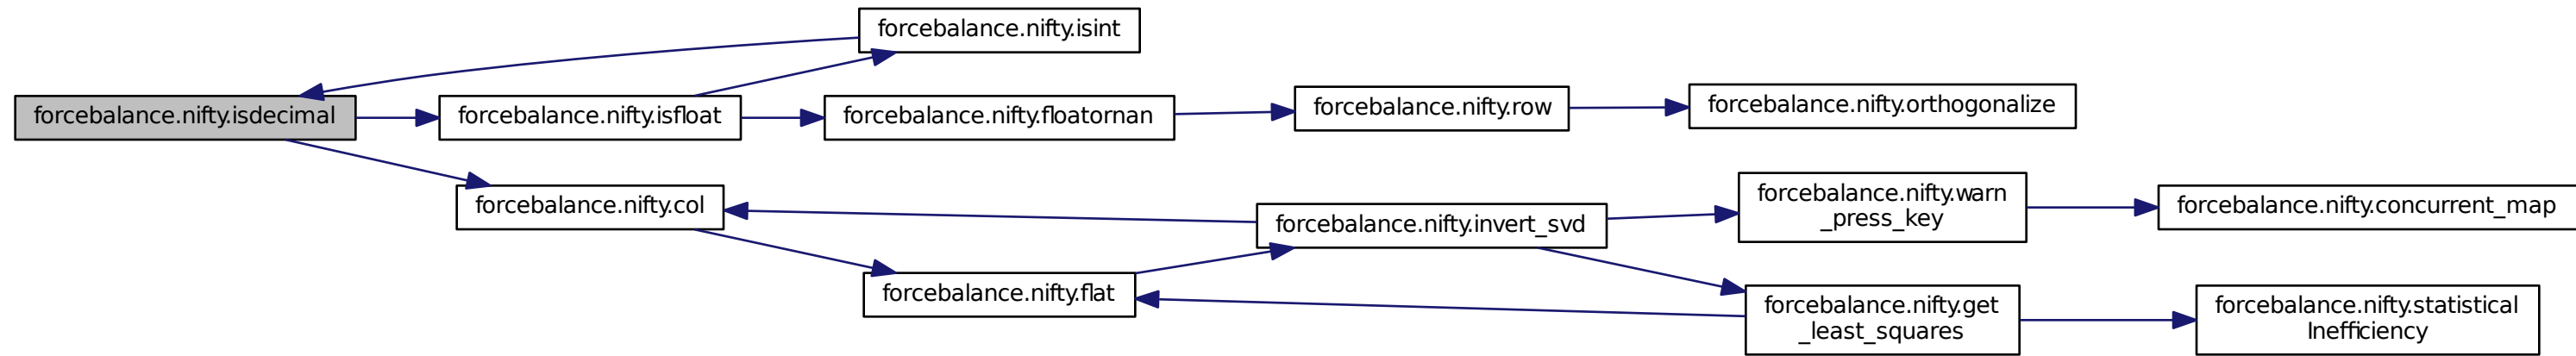 forcebalance.nifty.isint
forcebalance.nifty.isdecimal
forcebalance.nifty.isfloat
forcebalance.nifty.floatornan
forcebalance.nifty.row
forcebalance.nifty.orthogonalize
forcebalance.nifty.col
forcebalance.nifty.flat
forcebalance.nifty.invert_svd
forcebalance.nifty.warn
_press_key
forcebalance.nifty.concurrent_map
forcebalance.nifty.get
_least_squares
forcebalance.nifty.statistical
Inefficiency